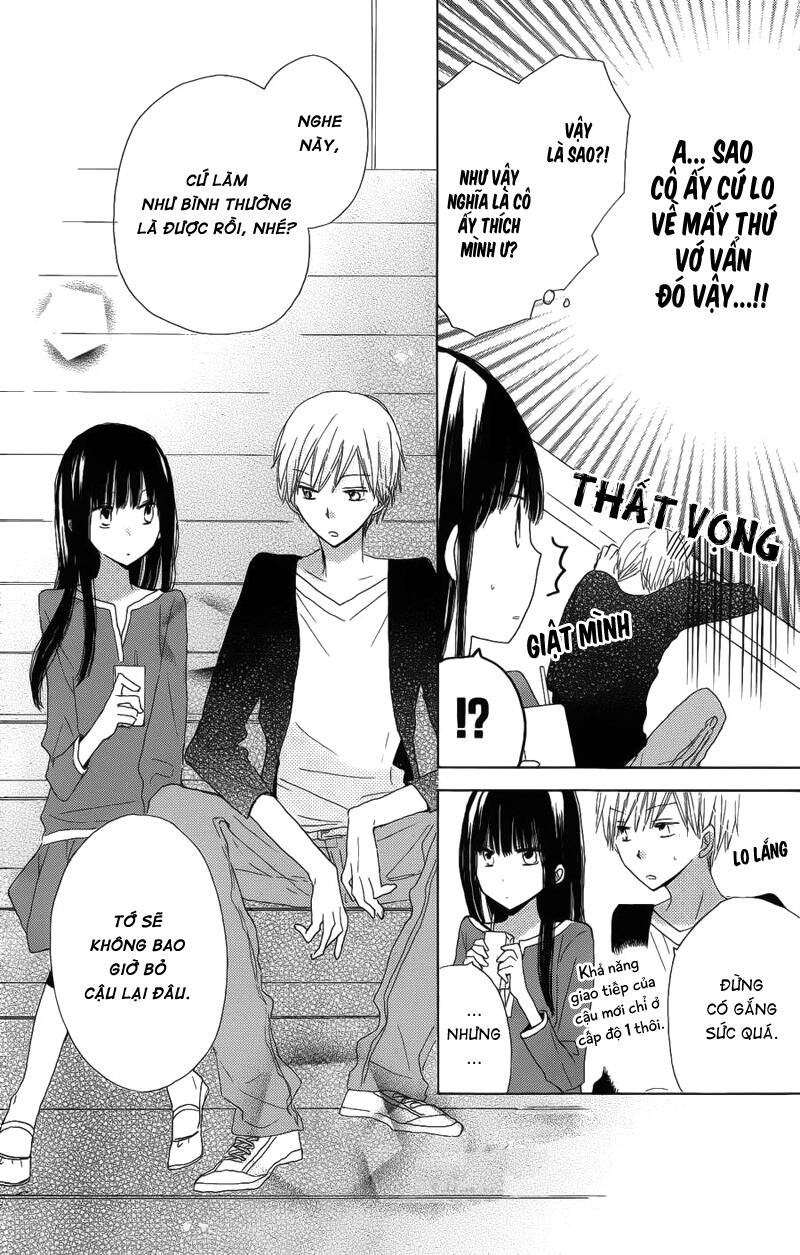 A... SAO
CÔ ẤY CỨ LO
VỀ MẤY THỨ
VỚ VẨN
ĐÓ VẬY...!!
VẬY
LÀ SAO?!
NHƯ VẬY
NGHĨA LÀ CÔ
ẤY THÍCH
MÌNH Ư?
THẤT VỌNG
GIẬT MÌNH
!?
LO LẮNG
ĐỪNG
CÓ GẮNG
SỨC QUÁ.
Khả năng
giao tiếp của
cậu mới chỉ ở
cấp độ 1 thôi.
...
NHƯNG
...
NGHE
NÀY,
CỨ LÀM
NHƯ BÌNH THƯỜNG
LÀ ĐƯỢC RỒI, NHÉ?
TỚ SẼ
KHÔNG BAO
GIỜ BỎ
CẬU LẠI ĐÂU.